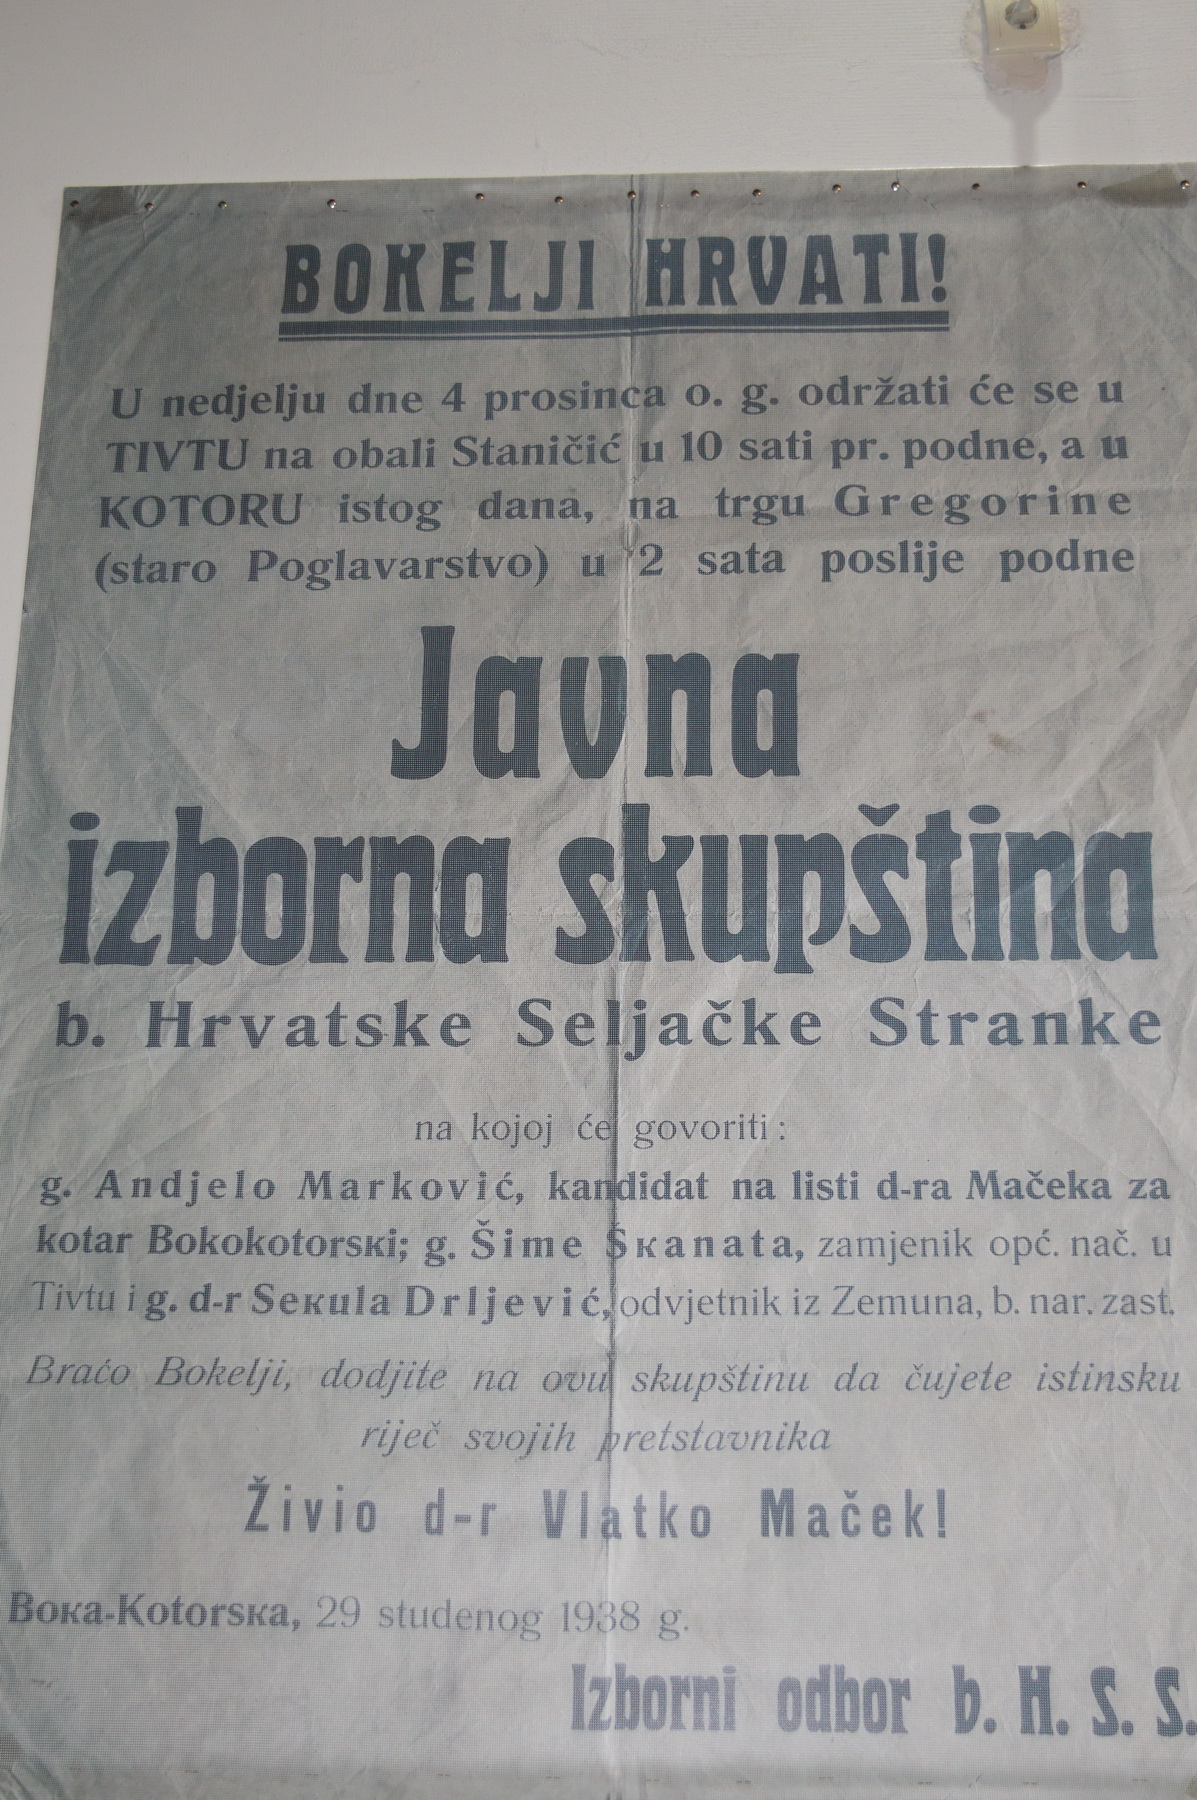 BOKELJI HRVATI!
U nedjelju dne 4 prosinca o. g. održati će se u
TIVTU na obali Staničić u 10 sati pr. podne, a u
KOTORU istog dana, na trgu Gregorine
(staro Poglavarstvo) u 2 sata poslije podne
Javna
izborna skupština
b. Hrvatske Seljačke Stranke
na kojoj će govoriti:
g. Andjelo Marković, kandidat na listi d-ra Mačeka za
kotar Bokokotorski; g. Šime Škanata, zamjenik opć. nač. u
Tivtu i g. d-r Sekula Drljević, odvjetnik iz Zemuna, b. nar. zast.
Braćo Bokelji, dodjite na ovu skupštinu da čujete istinsku
riječ svojih pretstavnika
Živio d-r Vlatko Maček!
Boka-Kotorska, 29 studenog 1938 g.
Izborni odbor b. H. S. S.